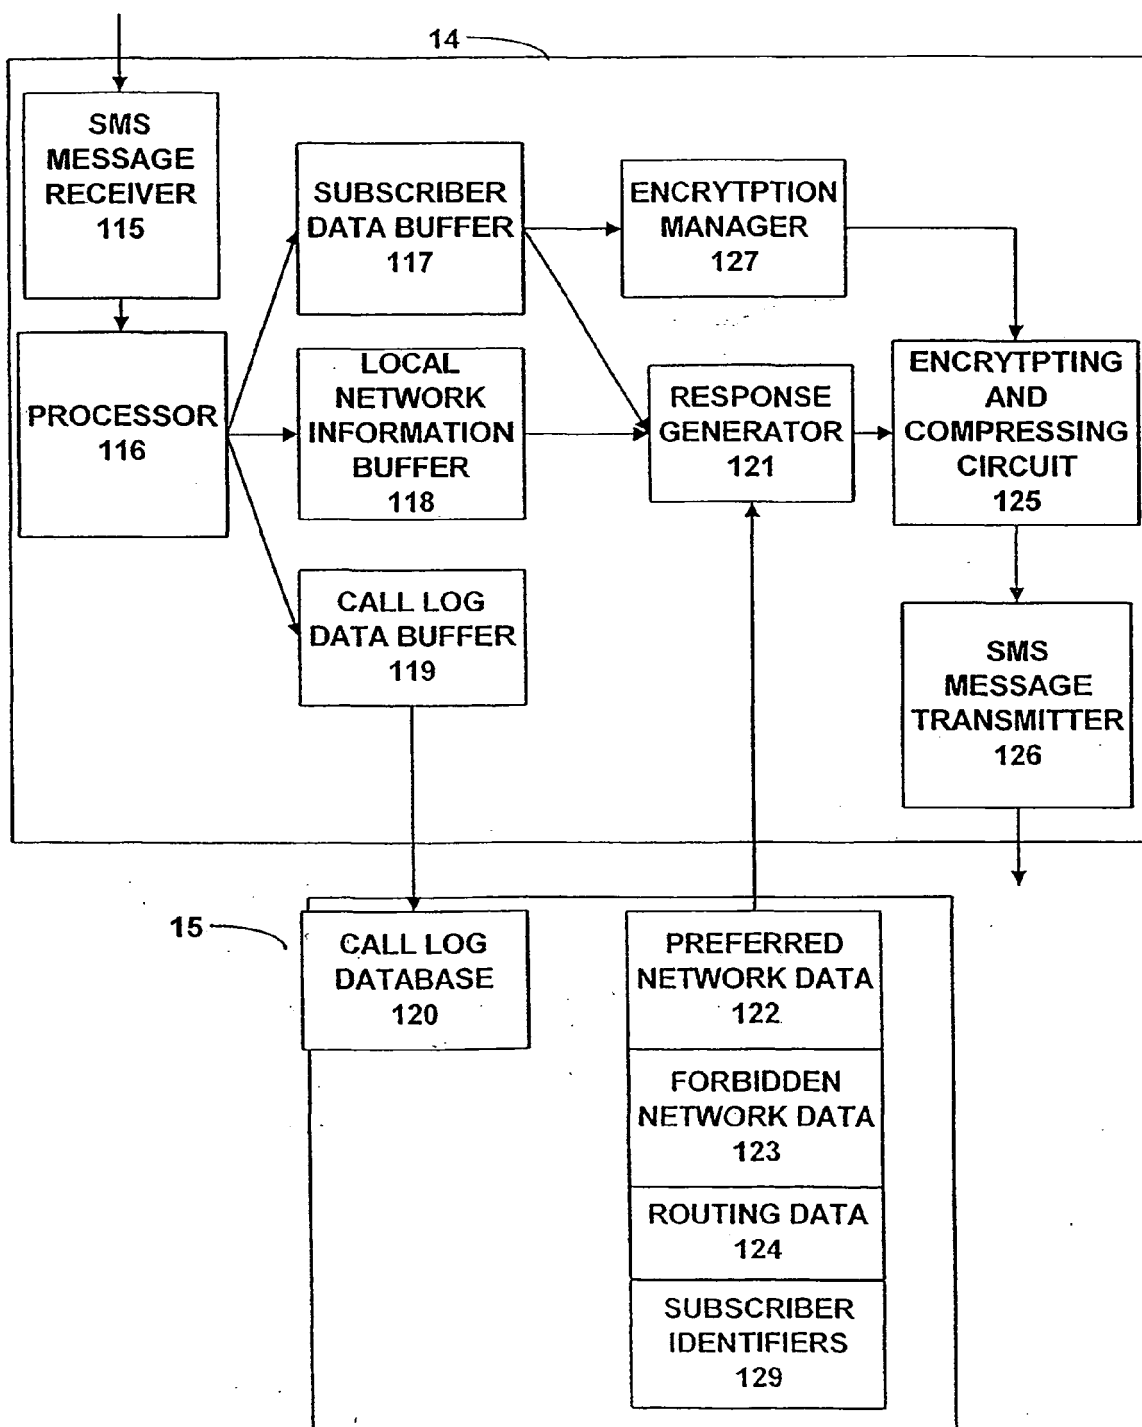 14
SMS
MESSAGE
RECEIVER
115
PROCESSOR
116
SUBSCRIBER
DATA BUFFER
117
LOCAL
NETWORK
INFORMATION
BUFFER
118
CALL LOG
DATA BUFFER
119
ENCRYTPTION
MANAGER
127
RESPONSE
GENERATOR
121
ENCRYTPTING
AND
COMPRESSING
CIRCUIT
125
SMS
MESSAGE
TRANSMITTER
126
15
CALL LOG
DATABASE
120
PREFERRED
NETWORK DATA
122
FORBIDDEN
NETWORK DATA
123
ROUTING DATA
124
SUBSCRIBER
IDENTIFIERS
129